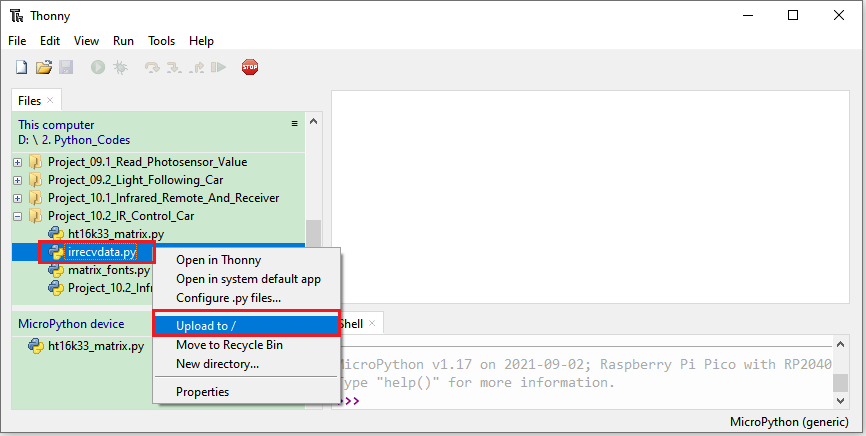 Thonny
File Edit View Run Tools Help
STOP
Files
This computer
D: \ 2. Python_Codes
Project_09.1_Read_Photosensor_Value
Project_09.2_Light_Following_Car
Project_10.1_Infrared_Remote_And_Receiver
Project_10.2_IR_Control_Car
ht16k33_matrix.py
irrecvdata.py
matrix_fonts.py
Project_10.2_Inf
Open in Thonny
Open in system default app
Configure .py files...
Upload to /
Move to Recycle Bin
New directory...
Properties
MicroPython device
ht16k33_matrix.py
Shell
MicroPython v1.17 on 2021-09-02; Raspberry Pi Pico with RP2040
Type "help()" for more information.
>>>
MicroPython (generic)